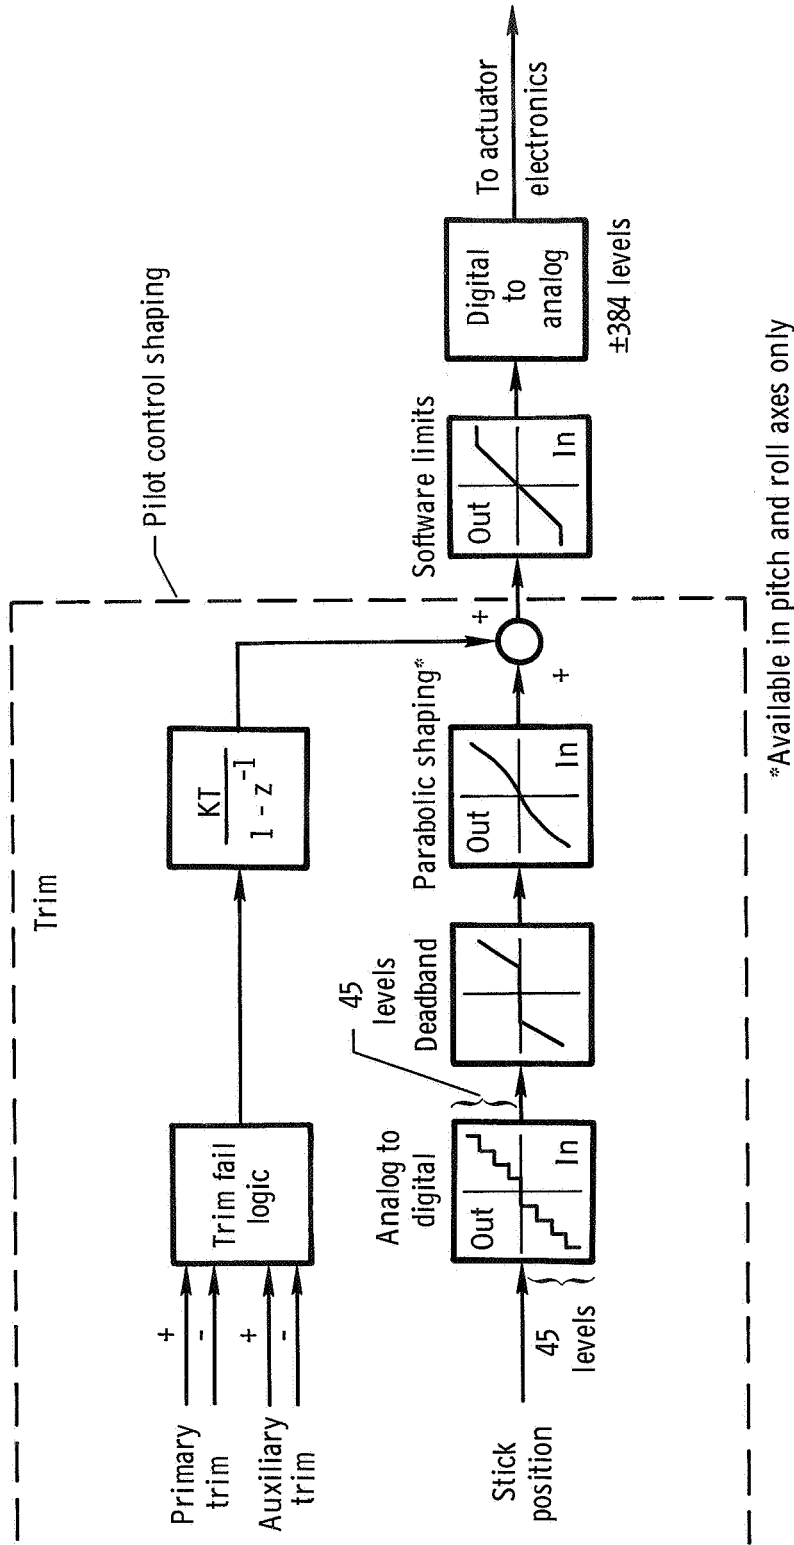 Pilot control shaping
Trim
Primary
trim
+
-
Auxiliary
trim
+
-
Trim fail
logic
KT
1 - z⁻¹
Stick
position
45
levels
Analog to
digital
Out
In
45
levels
Deadband
Parabolic shaping*
Out
In
+
+
Software limits
Out
In
Digital
to
analog
±384 levels
To actuator
electronics
*Available in pitch and roll axes only